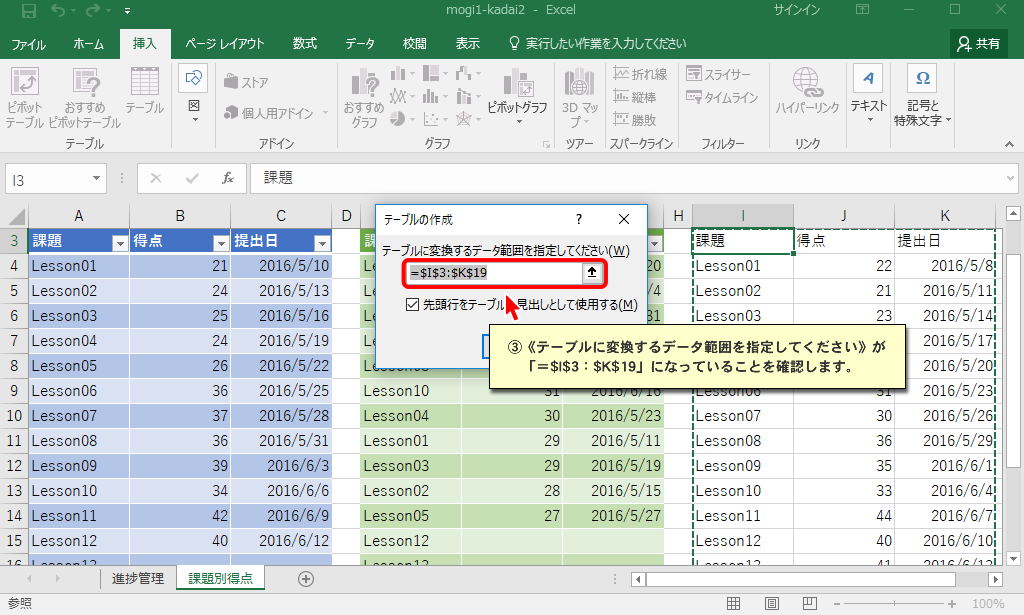 mogi1-kadai2 - Excel
サインイン
ファイル ホーム 挿入 ページ レイアウト 数式 データ 校閲 表示 実行したい作業を入力してください 共有
ピボット
テーブル
おすすめ
ピボットテーブル
テーブル
図
ストア
個人用アドイン
おすすめ
グラフ
ピボットグラフ
3D マッ
プ
折れ線
縦棒
勝敗
スライサー
タイムライン
ハイパーリンク
テキスト
記号と
特殊文字
テーブル アドイン グラフ ツアー スパークライン フィルター リンク
I3 fx 課題
A B C D H I J K
3 課題 得点 提出日 課題 得点 提出日
4 Lesson01 21 2016/5/10 Lesson01 22 2016/5/8
5 Lesson02 24 2016/5/13 Lesson02 21 2016/5/11
6 Lesson03 25 2016/5/16 Lesson03 23 2016/5/14
7 Lesson04 24 2016/5/19 2016/5/17
8 Lesson05 26 2016/5/22 2016/5/20
9 Lesson06 36 2016/5/25 Lesson10 31 2016/6/16 Lesson06 31 2016/5/23
10 Lesson07 37 2016/5/28 Lesson04 30 2016/5/23 Lesson07 30 2016/5/26
11 Lesson08 36 2016/5/31 Lesson01 29 2016/5/11 Lesson08 36 2016/5/29
12 Lesson09 39 2016/6/3 Lesson03 29 2016/5/19 Lesson09 35 2016/6/1
13 Lesson10 34 2016/6/6 Lesson02 28 2016/5/15 Lesson10 33 2016/6/4
14 Lesson11 42 2016/6/9 Lesson05 27 2016/5/27 Lesson11 44 2016/6/7
15 Lesson12 40 2016/6/12 Lesson12 Lesson12 40 2016/6/10
テーブルの作成 ?
テーブルに変換するデータ範囲を指定してください(W)
=$I$3:$K$19
先頭行をテーブル 見出しとして使用する(M)
③《テーブルに変換するデータ範囲を指定してください》が
「＝$I$3：$K$19」になっていることを確認します。
進捗管理 課題別得点
参照 100%